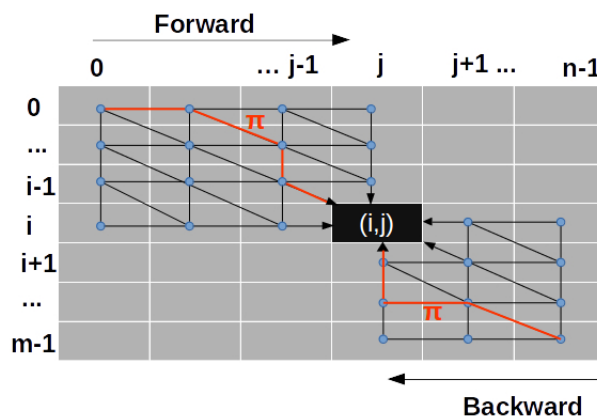 Forward
0 ... j-1 j j+1 ... n-1
0
π
...
i-1
i (i,j)
i+1
... π
m-1
Backward